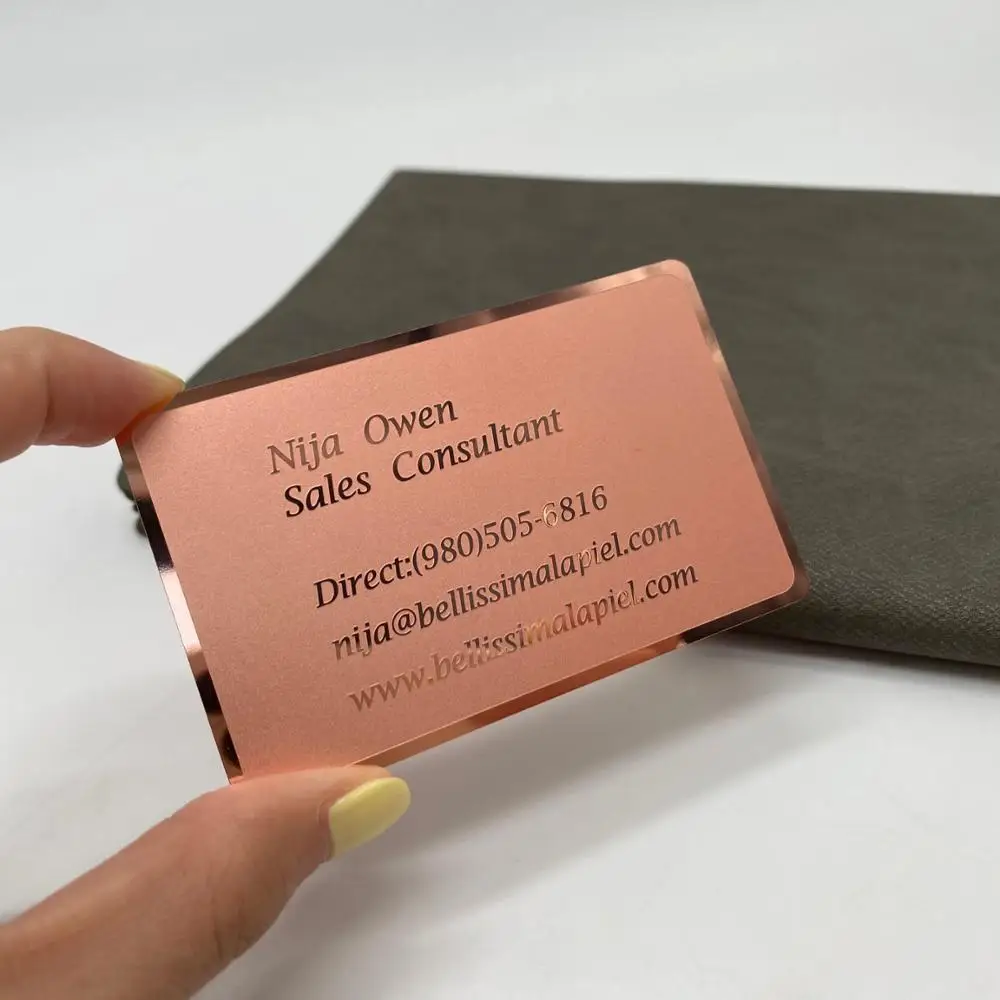 Nija Owen
Sales Consultant
Direct:(980)505-6816
nija@bellissimalapiel.com
www.bellissimalapiel.com